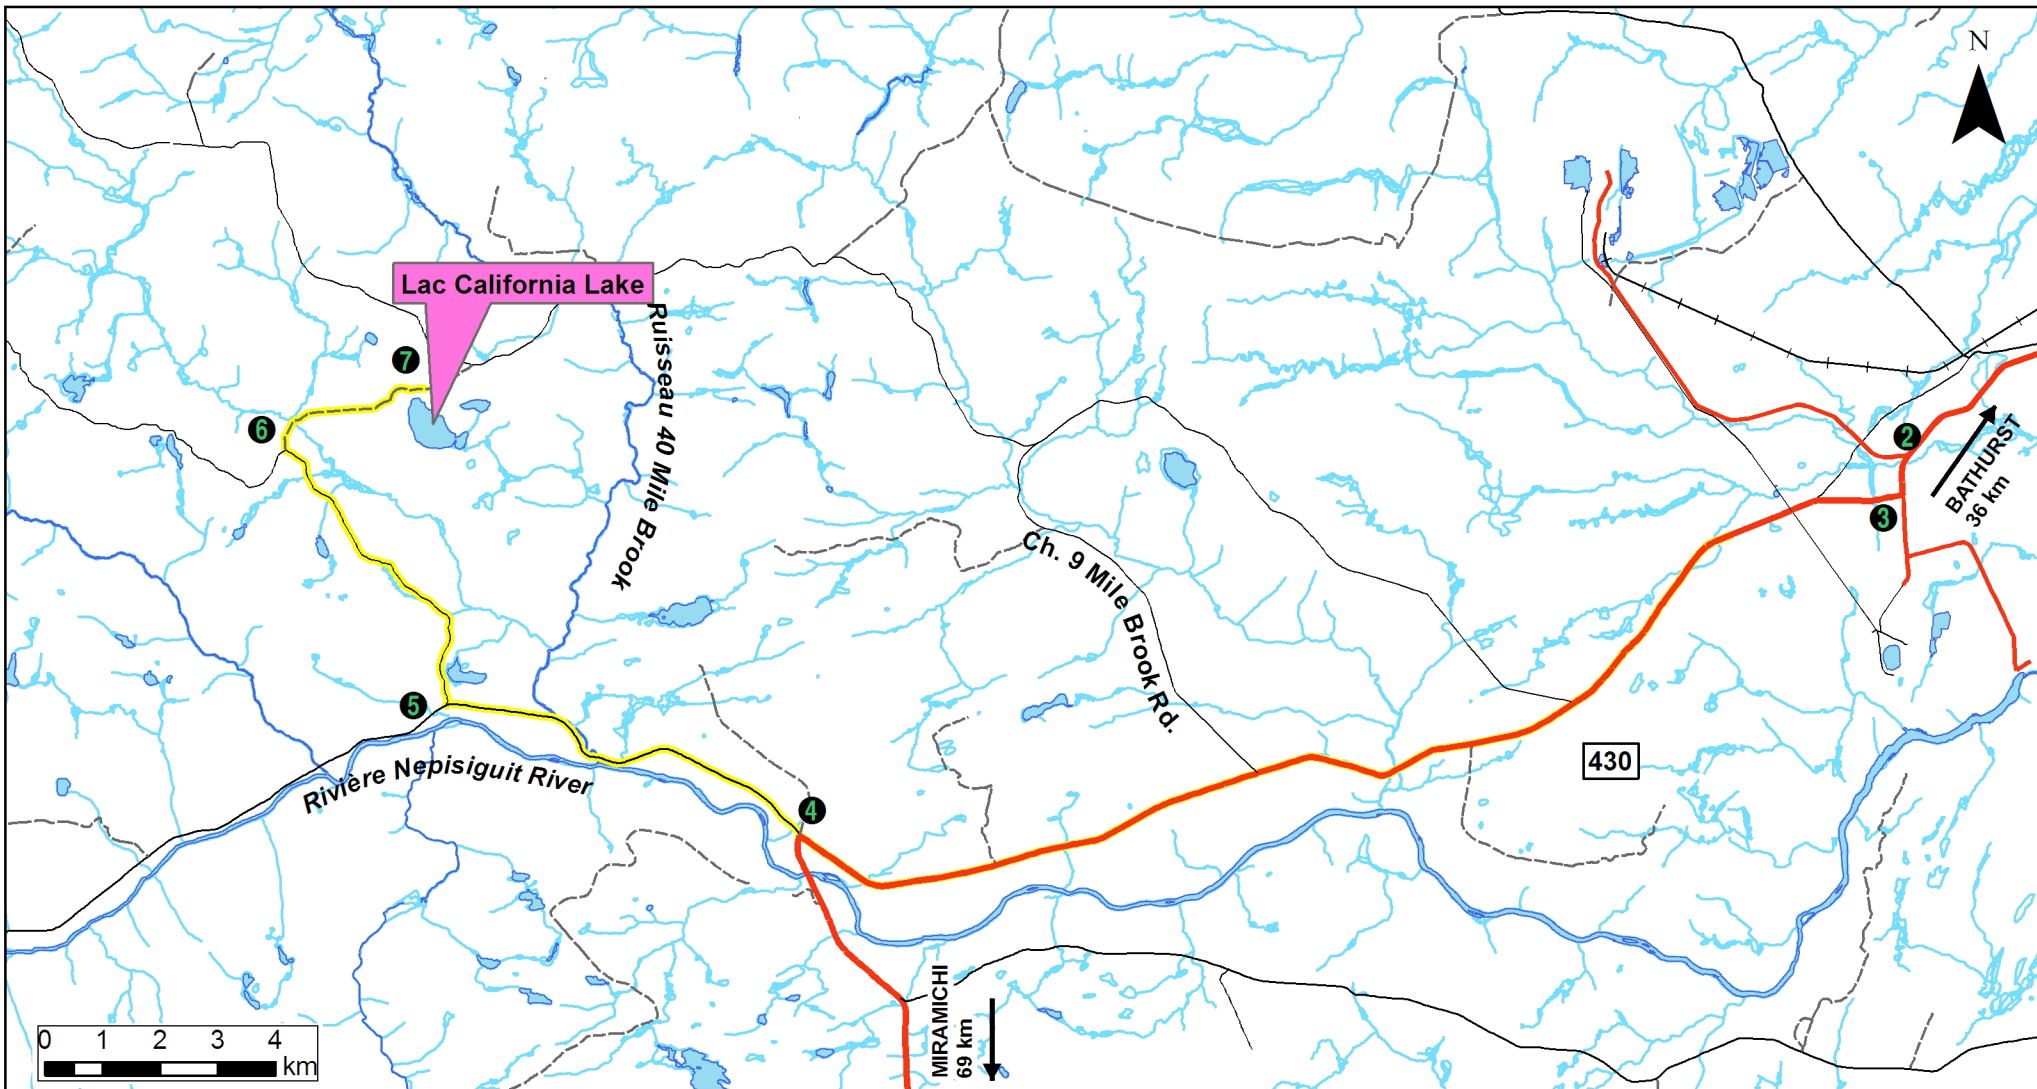 N
Lac California Lake
Ruisseau 40 Mile Brook
7
6
2
BATHURST
36 km
3
Ch. 9 Mile Brook Rd.
5
430
Rivière Nepisiguit River
4
MIRAMICHI
69 km
0 1 2 3 4
km